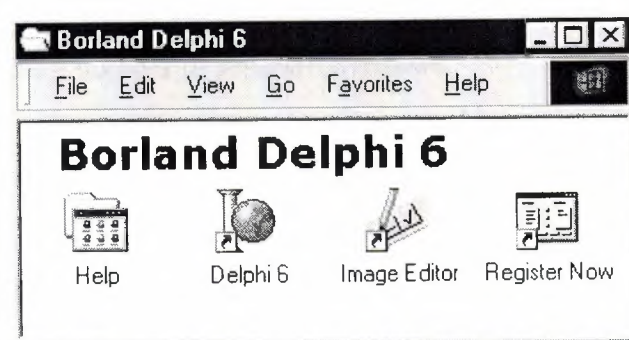 Borland Delphi 6
File Edit View Go Favorites Help
Borland Delphi 6
Help Delphi 6 Image Editor Register Now